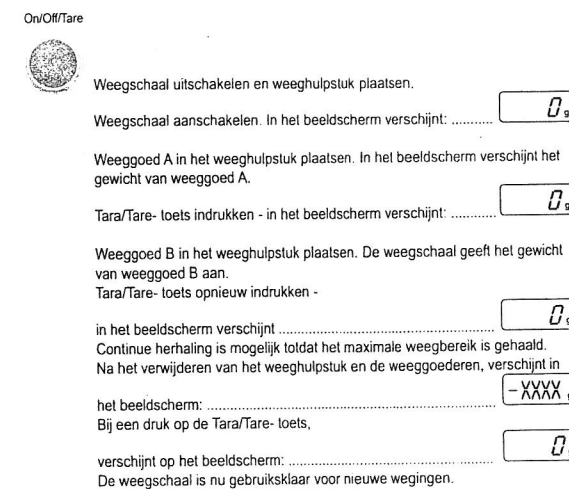 On/Off/Tare
Weegschaal uitschakelen en weeghulpstuk plaatsen.
Weegschaal aanschakelen. In het beeldscherm verschijnt: ........... 0 g
Weeggoed A in het weeghulpstuk plaatsen. In het beeldscherm verschijnt het
gewicht van weeggoed A.
Tara/Tare- toets indrukken - in het beeldscherm verschijnt: ............ 0 g
Weeggoed B in het weeghulpstuk plaatsen. De weegschaal geeft het gewicht
van weeggoed B aan.
Tara/Tare- toets opnieuw indrukken -
in het beeldscherm verschijnt ........................................................ 0 g
Continue herhaling is mogelijk totdat het maximale weegbereik is gehaald.
Na het verwijderen van het weeghulpstuk en de weeggoederen, verschijnt in
het beeldscherm: ........................................................................ -XXXX g
Bij een druk op de Tara/Tare- toets,
verschijnt op het beeldscherm: .................................................... 0
De weegschaal is nu gebruiksklaar voor nieuwe wegingen.